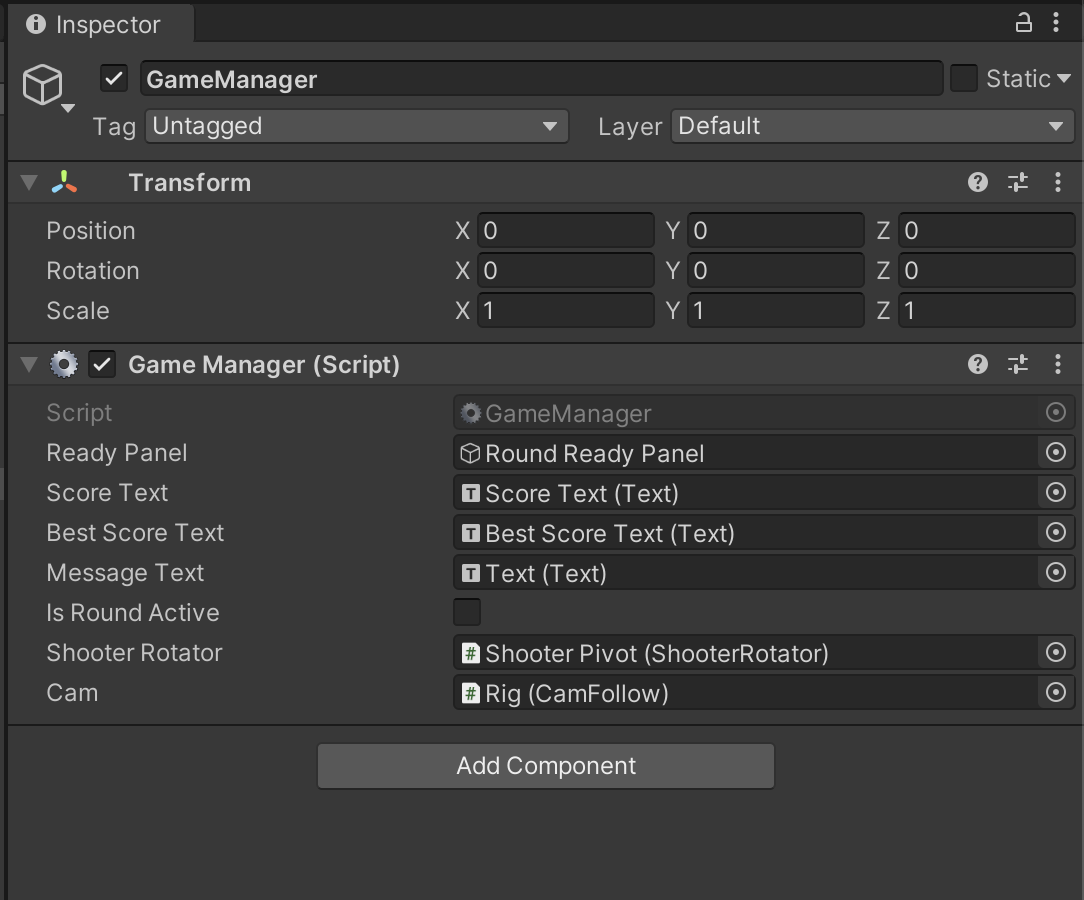 Inspector
GameManager Static
Tag Untagged Layer Default
Transform
Position X 0 Y 0 Z 0
Rotation X 0 Y 0 Z 0
Scale X 1 Y 1 Z 1
Game Manager (Script)
Script GameManager
Ready Panel Round Ready Panel
Score Text Score Text (Text)
Best Score Text Best Score Text (Text)
Message Text Text (Text)
Is Round Active
Shooter Rotator Shooter Pivot (ShooterRotator)
Cam Rig (CamFollow)
Add Component